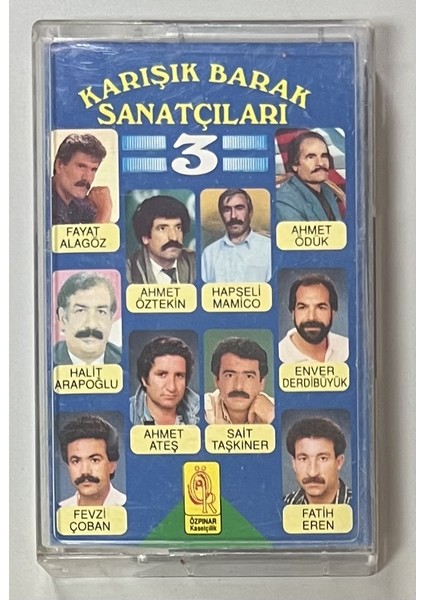 KARIŞIK BARAK
SANATÇILARI
3
FAYAT
ALAGÖZ
AHMET
ÖZTEKİN
HAPSELİ
MAMİCO
AHMET
ÖDÜK
HALİT
ARAPOĞLU
AHMET
ATEŞ
SAİT
TAŞKINER
ENVER
DERDİBÜYÜK
FEVZİ
ÇOBAN
ÖZPINAR
Kasetçilik
FATİH
EREN